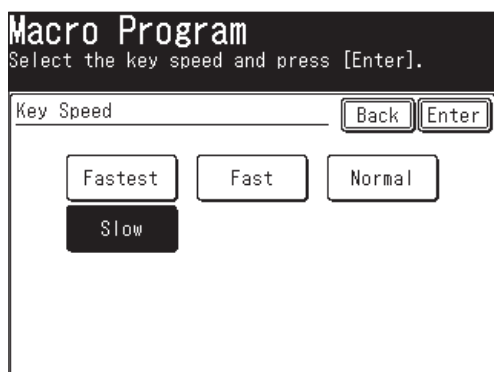 Macro Program
Select the key speed and press [Enter].
Key Speed Back Enter
Fastest Fast Normal
Slow